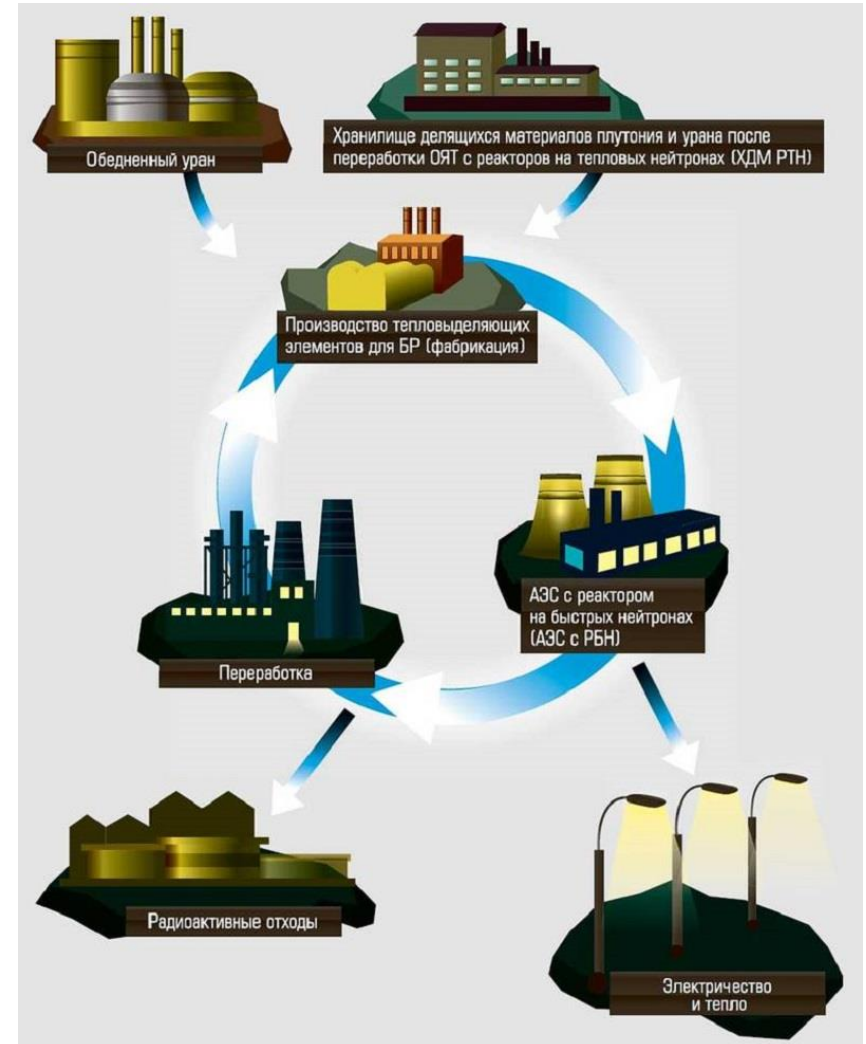 Обедненный уран
Хранилище делящихся материалов плутония и урана после
переработки ОЯТ с реакторов на тепловых нейтронах (ХДМ РТН)
Производство тепловыделяющих
элементов для БР (фабрикация)
АЭС с реактором
на быстрых нейтронах
(АЭС с РБН)
Переработка
Радиоактивные отходы
Электричество
и тепло